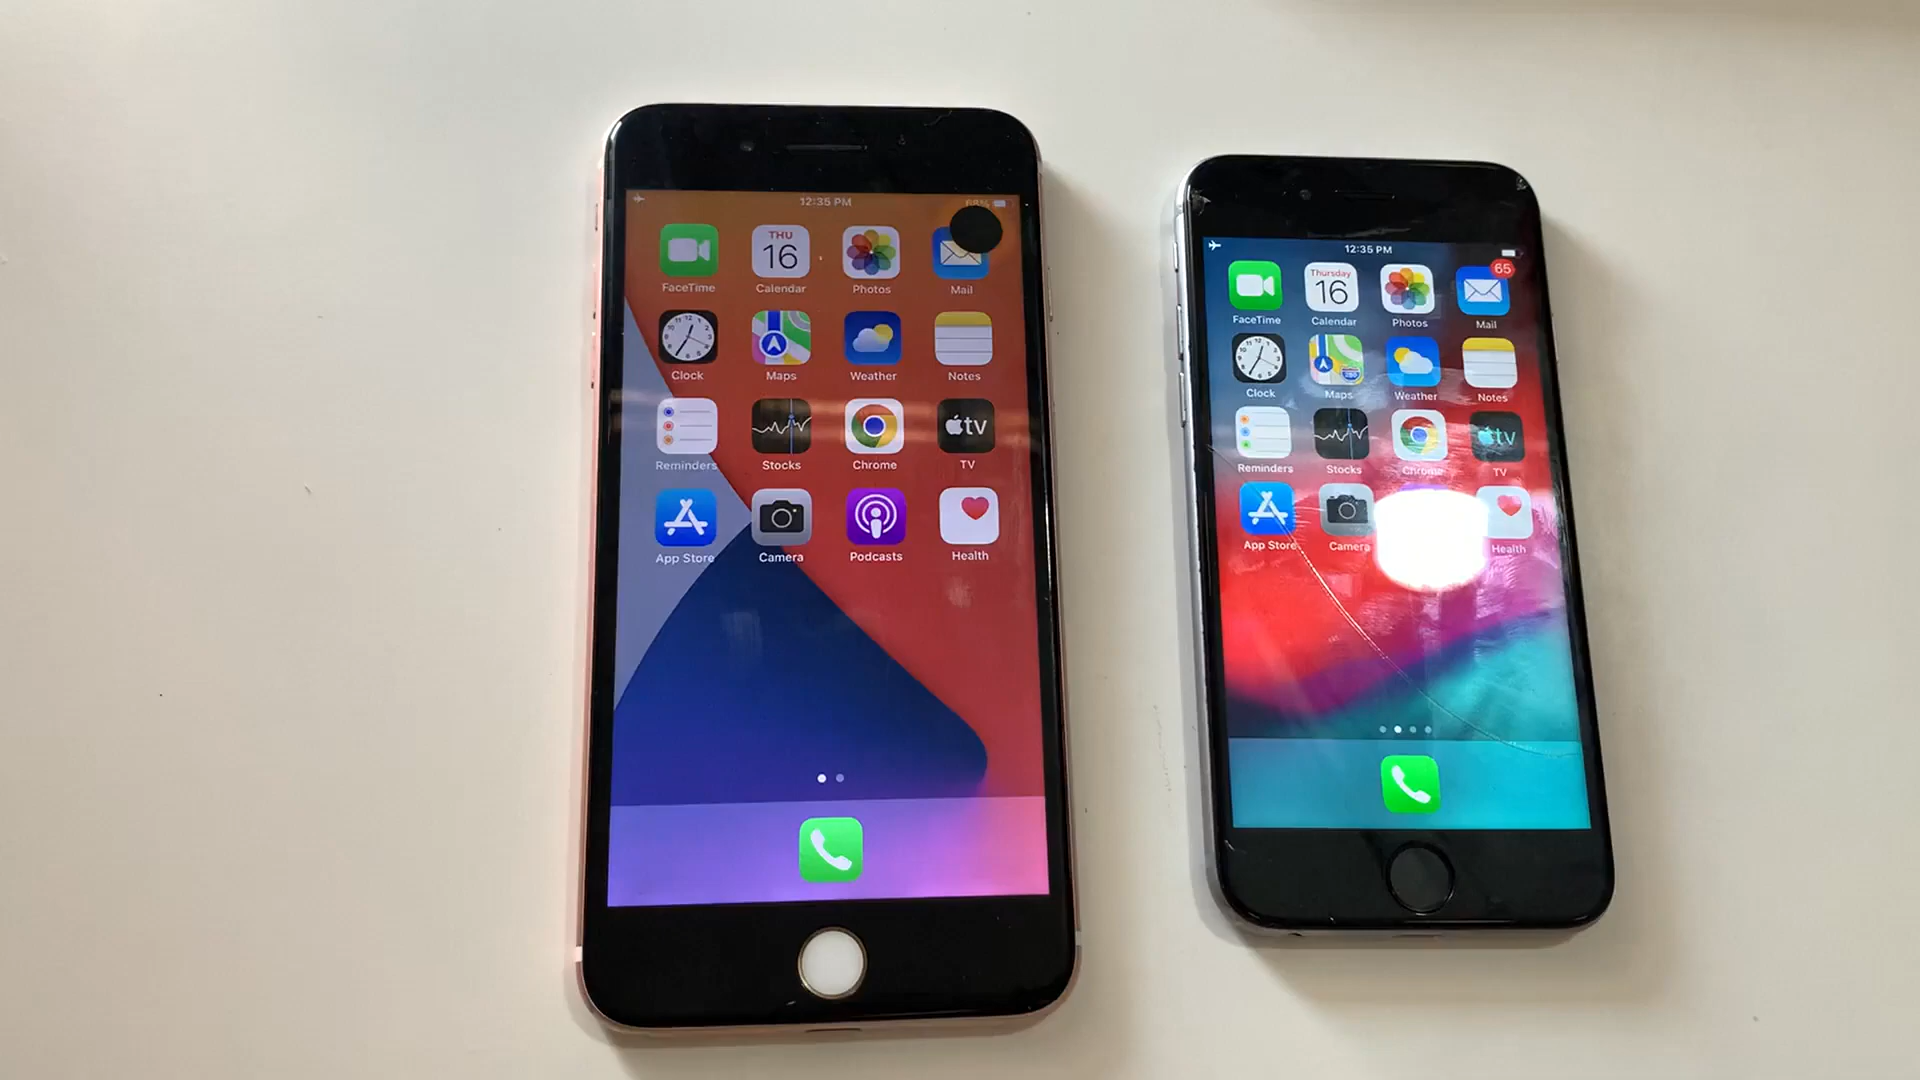 12:35 PM
68%
THU
16
FaceTime
Calendar
Photos
Mail
Clock
Maps
Weather
Notes
tv
Reminders
Stocks
Chrome
TV
App Store
Camera
Podcasts
Health
12:35 PM
Thursday
16
65
FaceTime
Calendar
Photos
Mail
280
Clock
Maps
Weather
Notes
tv
Reminders
Stocks
Chrome
TV
App Store
Camera
Health